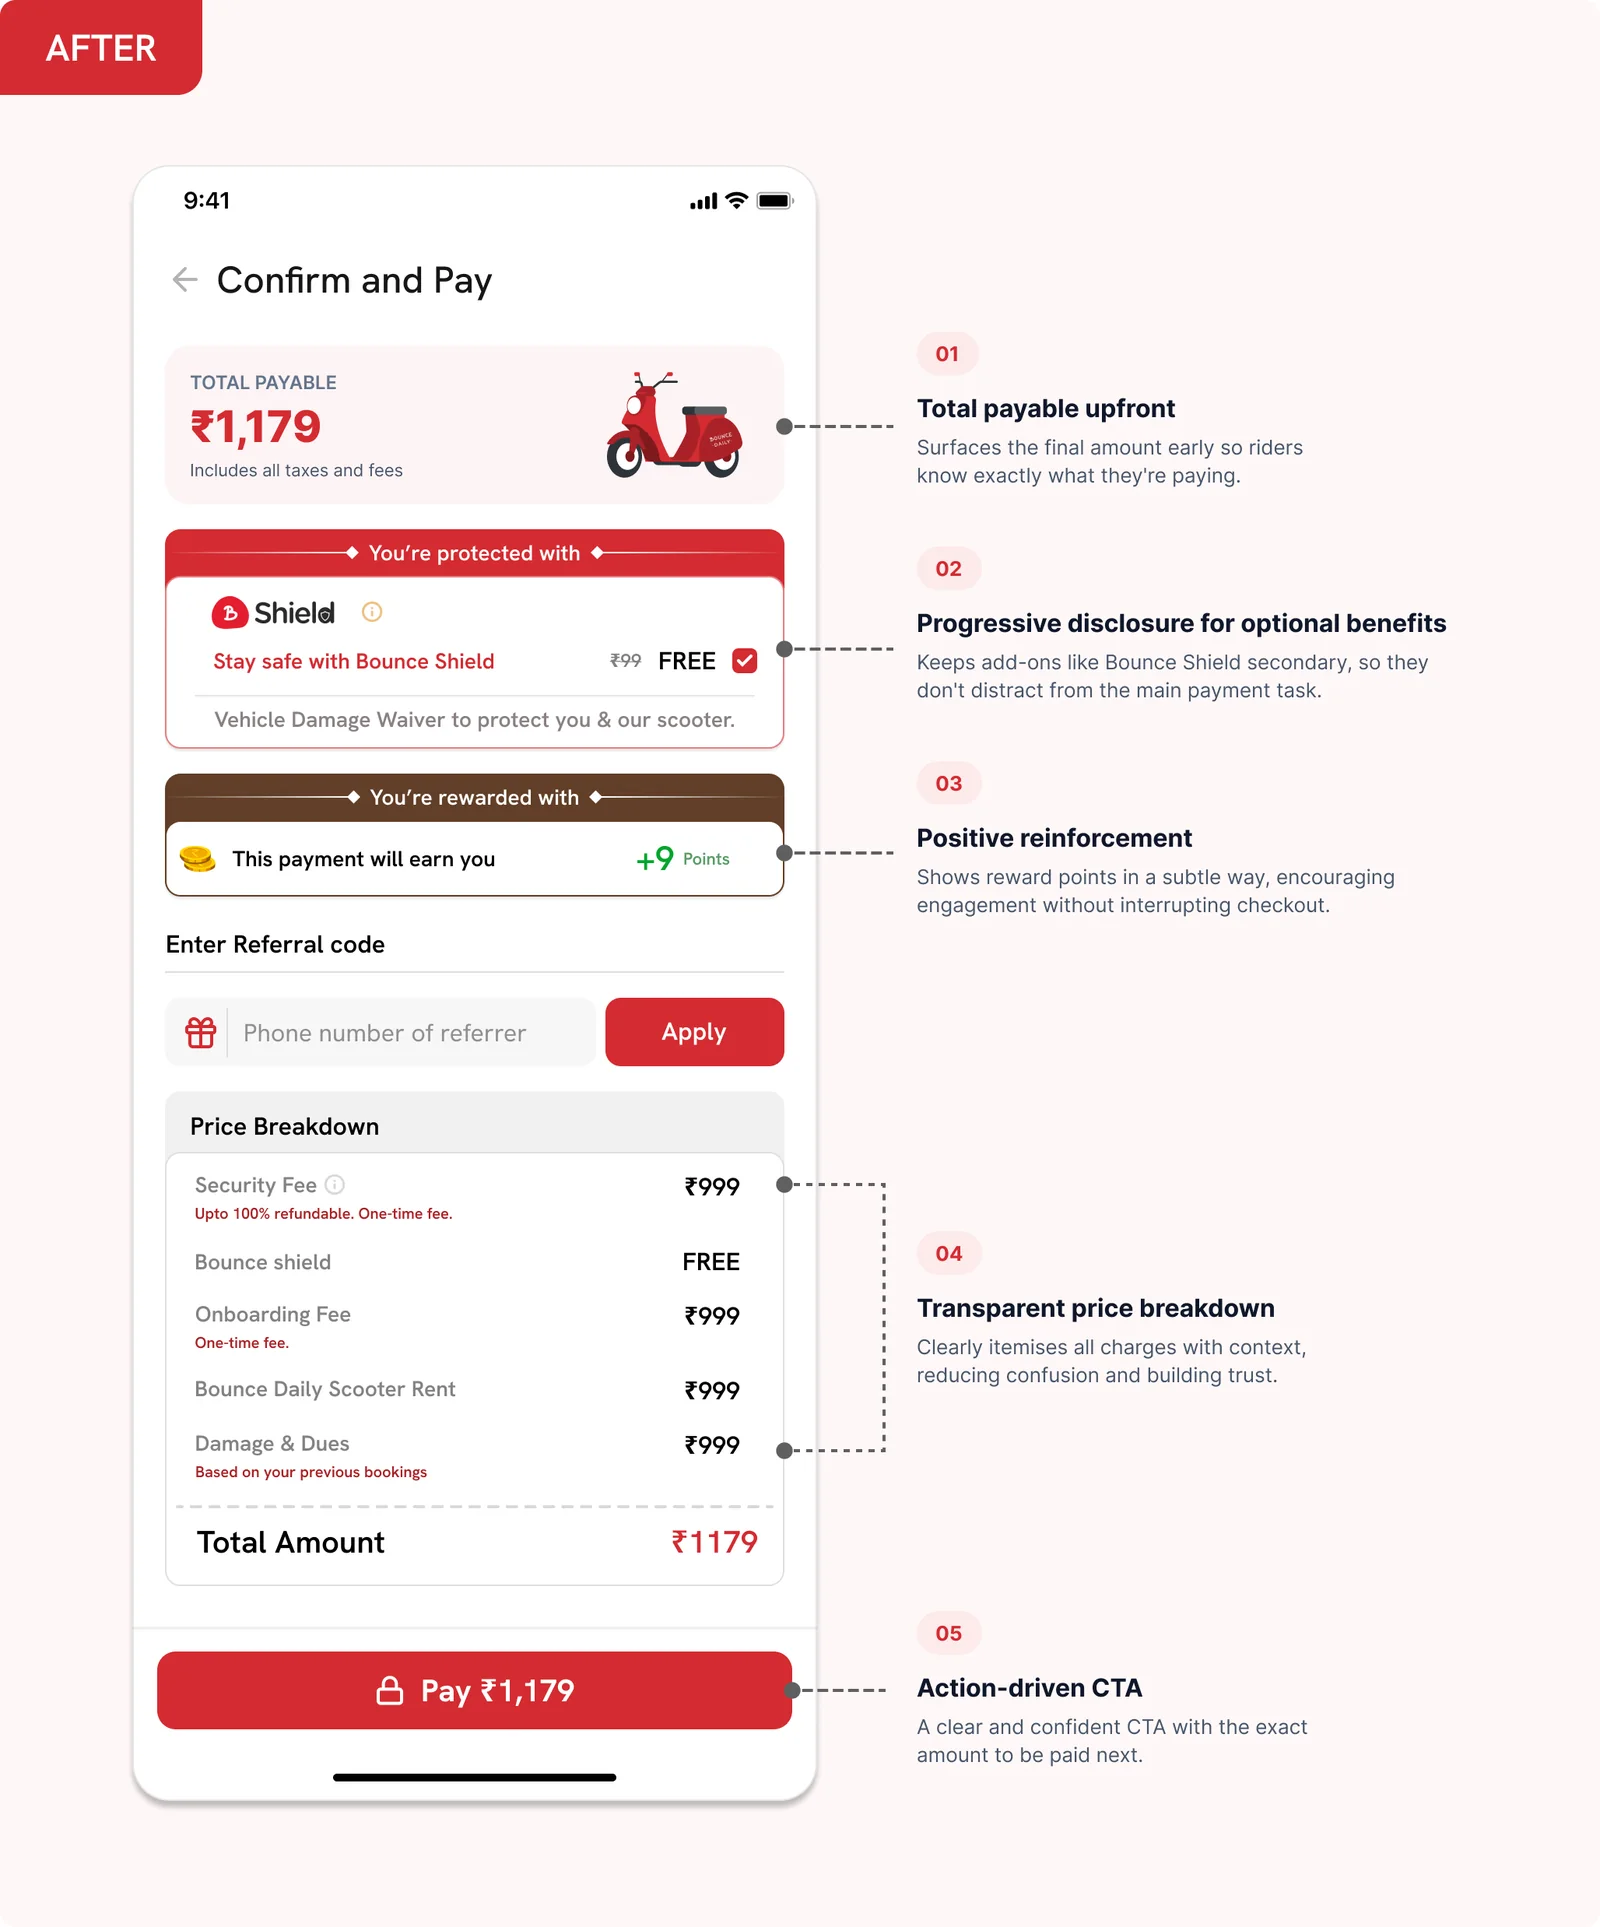 AFTER
9:41
Confirm and Pay
TOTAL PAYABLE
₹1,179
Includes all taxes and fees
BOUNCE
DAILY
You're protected with
B Shield
Stay safe with Bounce Shield ₹99 FREE
Vehicle Damage Waiver to protect you & our scooter.
You're rewarded with
This payment will earn you +9 Points
Enter Referral code
Phone number of referrer Apply
Price Breakdown
Security Fee ₹999
Upto 100% refundable. One-time fee.
Bounce shield FREE
Onboarding Fee ₹999
One-time fee.
Bounce Daily Scooter Rent ₹999
Damage & Dues ₹999
Based on your previous bookings
Total Amount ₹1179
Pay ₹1,179
01
Total payable upfront
Surfaces the final amount early so riders
know exactly what they're paying.
02
Progressive disclosure for optional benefits
Keeps add-ons like Bounce Shield secondary, so they
don't distract from the main payment task.
03
Positive reinforcement
Shows reward points in a subtle way, encouraging
engagement without interrupting checkout.
04
Transparent price breakdown
Clearly itemises all charges with context,
reducing confusion and building trust.
05
Action-driven CTA
A clear and confident CTA with the exact
amount to be paid next.